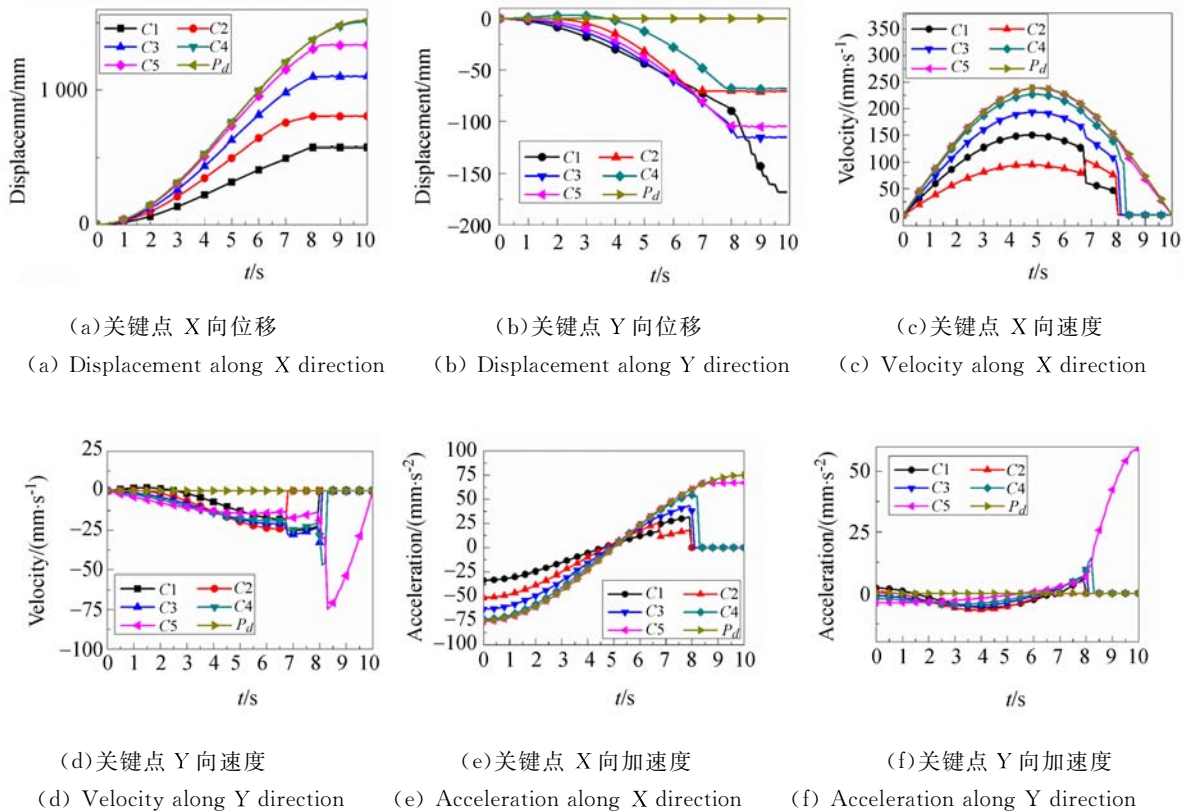 Displacemnt/mm
1 000
0
C1 C2
C3 C4
C5 Pd
0 1 2 3 4 5 6 7 8 9 10
t/s
(a)关键点 X 向位移
(a) Displacement along X direction
Displacement/mm
0
−50
−100
−150
−200
C1 C2
C3 C4
C5 Pd
0 1 2 3 4 5 6 7 8 9 10
t/s
(b)关键点 Y 向位移
(b) Displacement along Y direction
Velocity/(mm·s-1)
350
300
250
200
150
100
50
0
C1 C2
C3 C4
C5 Pd
0 1 2 3 4 5 6 7 8 9 10
t/s
(c)关键点 X 向速度
(c) Velocity along X direction
Velocity/(mm·s-1)
25
0
−25
−50
−75
−100
C1 C2
C3 C4
C5 Pd
0 1 2 3 4 5 6 7 8 9 10
t/s
(d)关键点 Y 向速度
(d) Velocity along Y direction
Acceleration/(mm·s-2)
100
75
50
25
0
−25
−50
−75
−100
C1 C2
C3 C4
C5 Pd
0 1 2 3 4 5 6 7 8 9 10
t/s
(e)关键点 X 向加速度
(e) Acceleration along X direction
Acceleration/(mm·s-2)
50
0
C1 C2
C3 C4
C5 Pd
0 1 2 3 4 5 6 7 8 9 10
t/s
(f)关键点 Y 向加速度
(f) Acceleration along Y direction